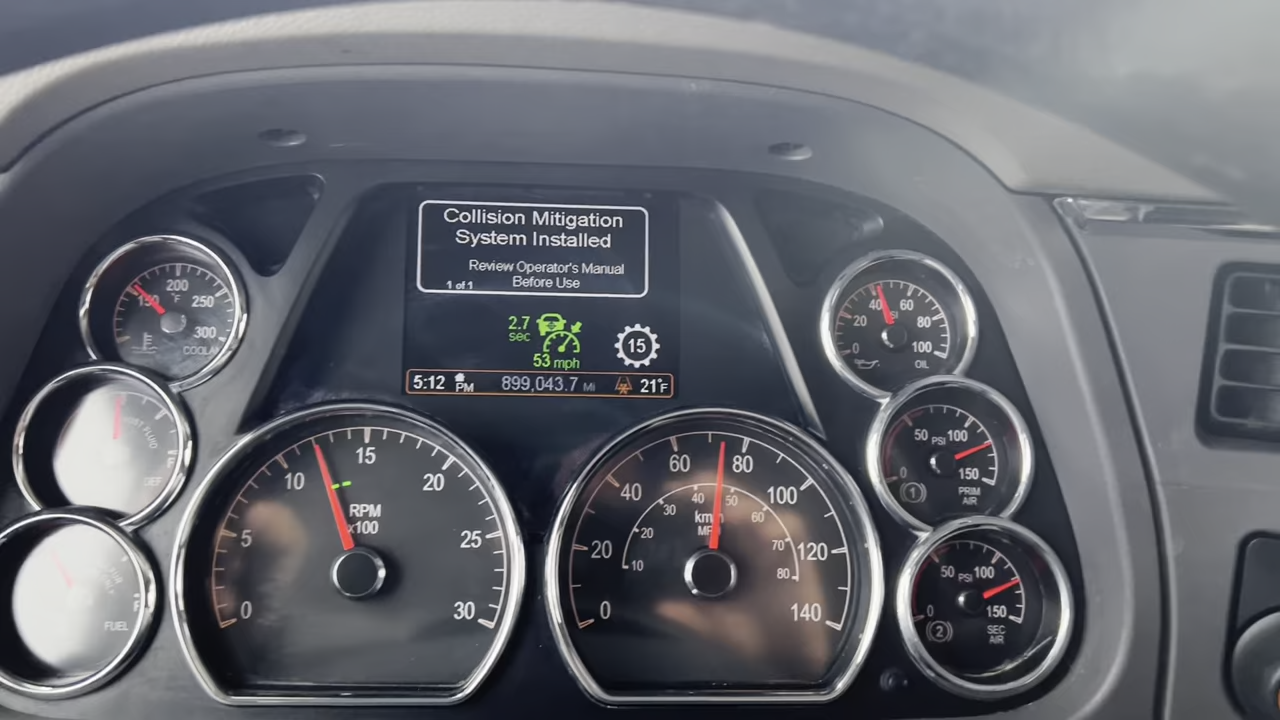 Collision Mitigation
System Installed
Review Operator's Manual
Before Use
1 of 1
2.7
sec
53 mph
15
5:12 PM 899,043.7 Mi 21°F
150 200 250 300
°F
COOLANT
DEF
FUEL
0 5 10 15 20 25 30
RPM
x100
0 20 40 60 80 100 120 140
10 20 30 40 50 60 70 80
km/h
MPH
0 20 40 60 80 100
PSI
OIL
0 50 100 150
PSI
1
PRIM
AIR
0 50 100 150
PSI
2
SEC
AIR